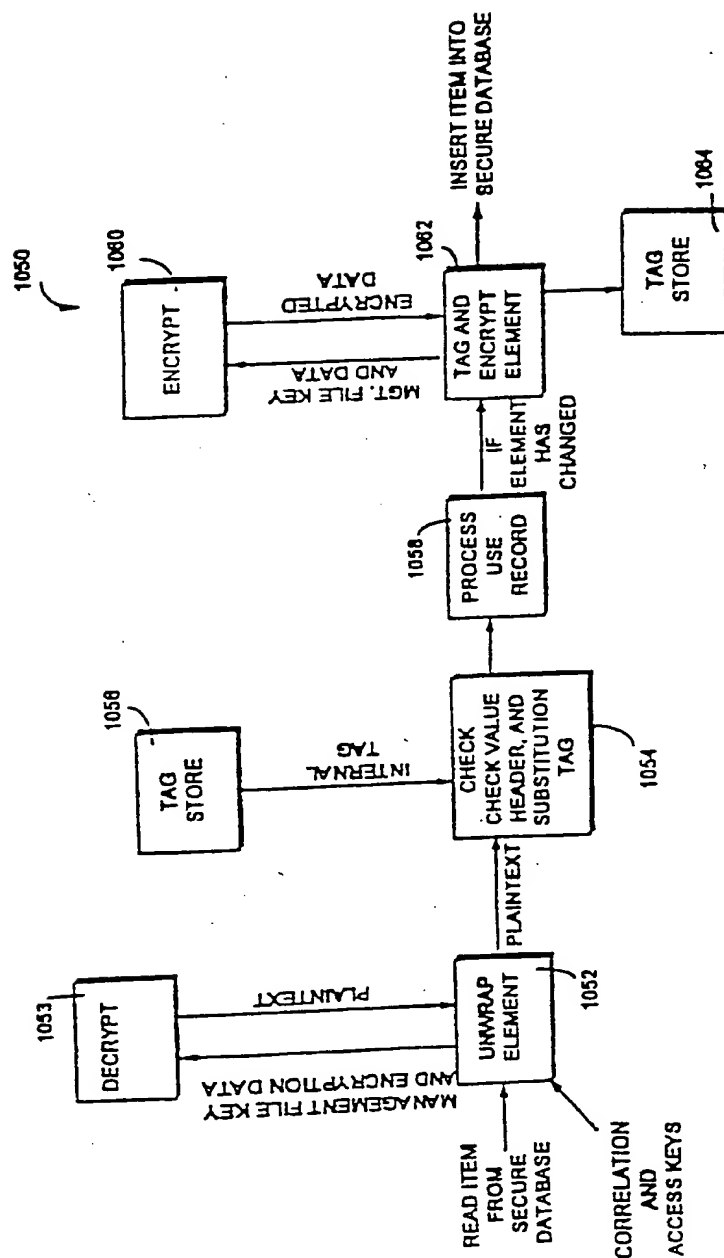 1050
1060
ENCRYPT
MGT. FILE KEY
AND DATA
ENCRYPTED
DATA
1062
TAG AND
ENCRYPT
ELEMENT
INSERT ITEM INTO
SECURE DATABASE
TAG
STORE
1064
IF
ELEMENT
HAS
CHANGED
1058
PROCESS
USE
RECORD
1056
TAG
STORE
INTERNAL
TAG
CHECK
CHECK VALUE
HEADER, AND
SUBSTITUTION
TAG
1054
PLAINTEXT
1053
DECRYPT
MANAGEMENT FILE KEY
AND ENCRYPTION DATA
PLAINTEXT
UNWRAP
ELEMENT
1052
READ ITEM
FROM
SECURE
DATABASE
CORRELATION
AND
ACCESS KEYS